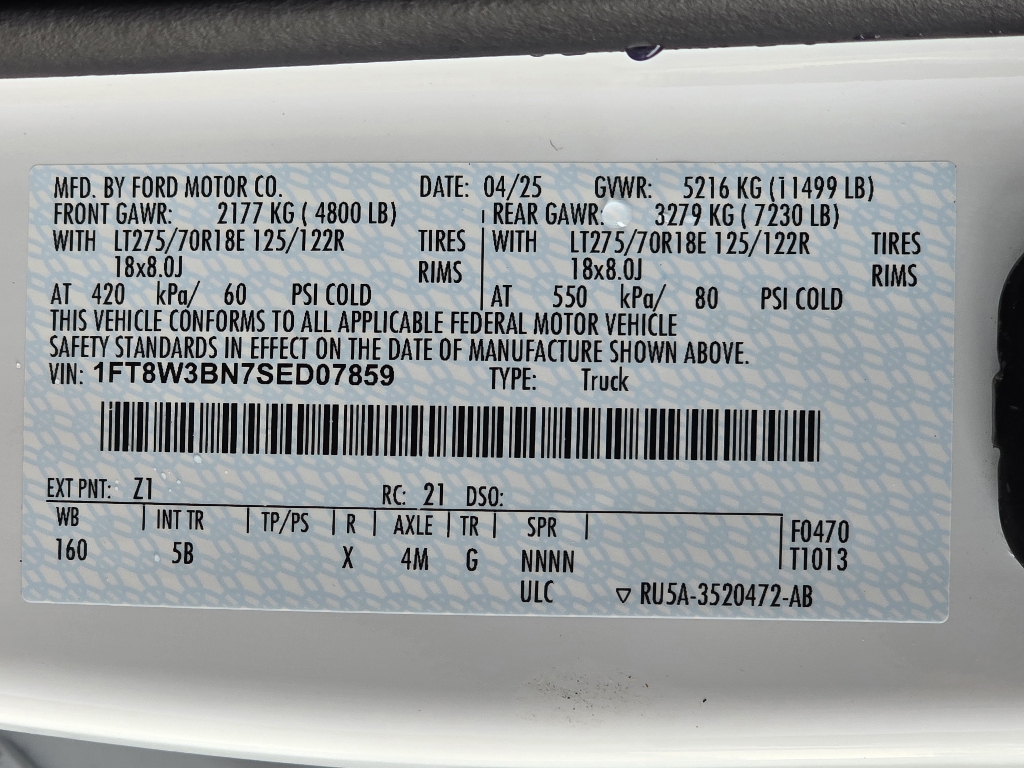 MFD. BY FORD MOTOR CO. DATE: 04/25 GVWR: 5216 KG (11499 LB)
FRONT GAWR: 2177 KG ( 4800 LB) REAR GAWR: 3279 KG ( 7230 LB)
WITH LT275/70R18E 125/122R TIRES WITH LT275/70R18E 125/122R TIRES
18x8.0J RIMS 18x8.0J RIMS
AT 420 kPa/ 60 PSI COLD AT 550 kPa/ 80 PSI COLD
THIS VEHICLE CONFORMS TO ALL APPLICABLE FEDERAL MOTOR VEHICLE
SAFETY STANDARDS IN EFFECT ON THE DATE OF MANUFACTURE SHOWN ABOVE.
VIN: 1FT8W3BN7SED07859 TYPE: Truck
EXT PNT: Z1 RC: 21 DSO:
WB | INT TR | TP/PS | R | AXLE | TR | SPR | F0470
160 5B X 4M G NNNN T1013
ULC ▽ RU5A-3520472-AB